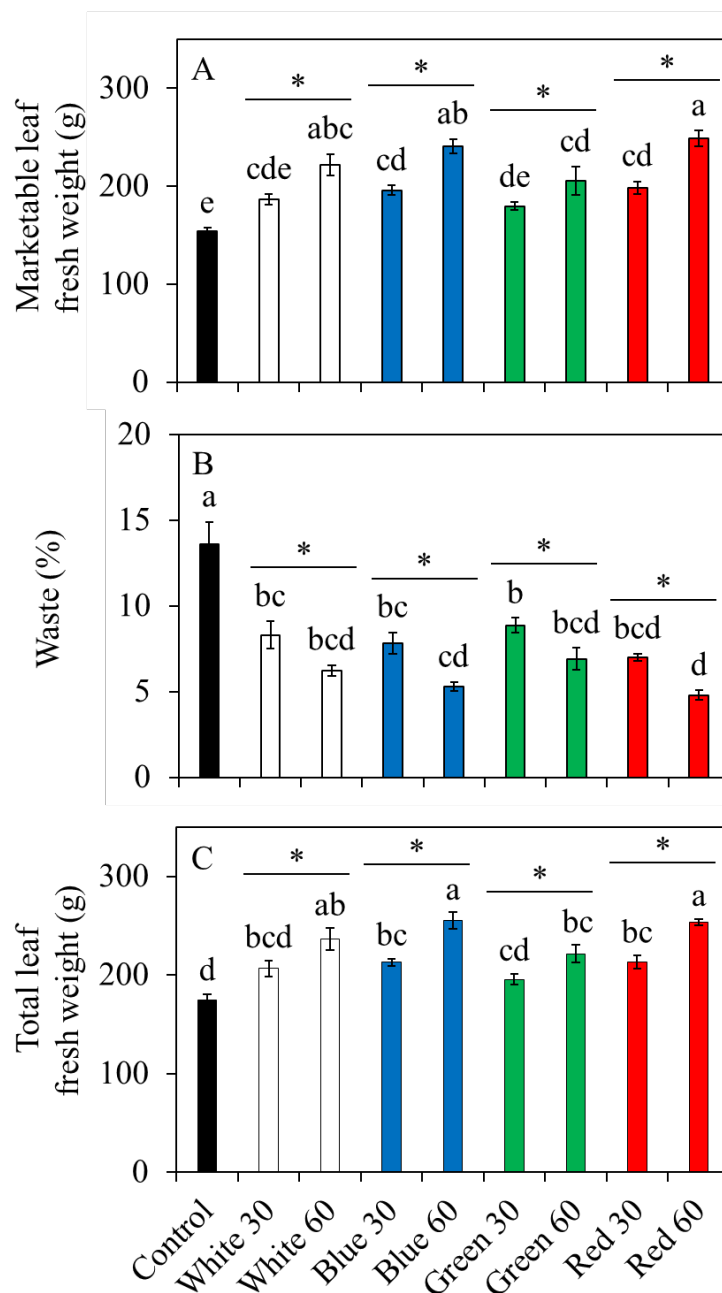 A
Marketable leaf
fresh weight (g)
300
200
100
0
*
*
*
*
e
cde
abc
cd
ab
de
cd
cd
a
B
Waste (%)
20
15
10
5
0
*
*
*
*
a
bc
bcd
bc
cd
b
bcd
bcd
d
C
Total leaf
fresh weight (g)
300
200
100
0
*
*
*
*
d
bcd
ab
bc
a
cd
bc
bc
a
Control
White 30
White 60
Blue 30
Blue 60
Green 30
Green 60
Red 30
Red 60